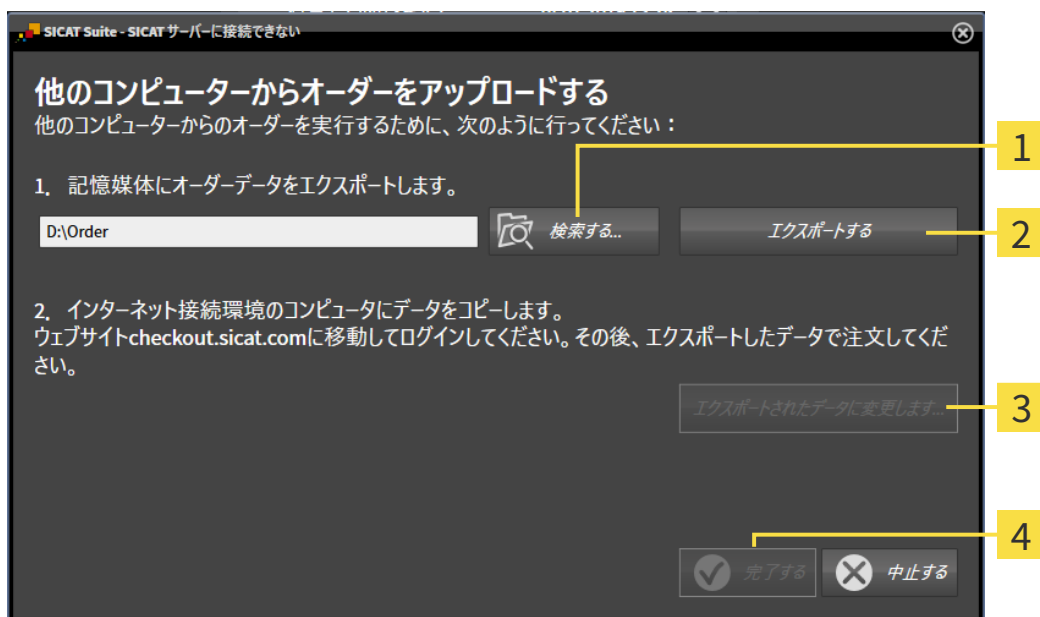 SICAT Suite - SICAT サーバーに接続できない
他のコンピューターからオーダーをアップロードする
他のコンピューターからのオーダーを実行するために、次のように行ってください：
1
1. 記憶媒体にオーダーデータをエクスポートします。
D:\Order
検索する...
エクスポートする
2
2. インターネット接続環境のコンピュータにデータをコピーします。
ウェブサイトcheckout.sicat.comに移動してログインしてください。その後、エクスポートしたデータで注文してくだ
さい。
エクスポートされたデータに変更します...
3
4
完了する
中止する